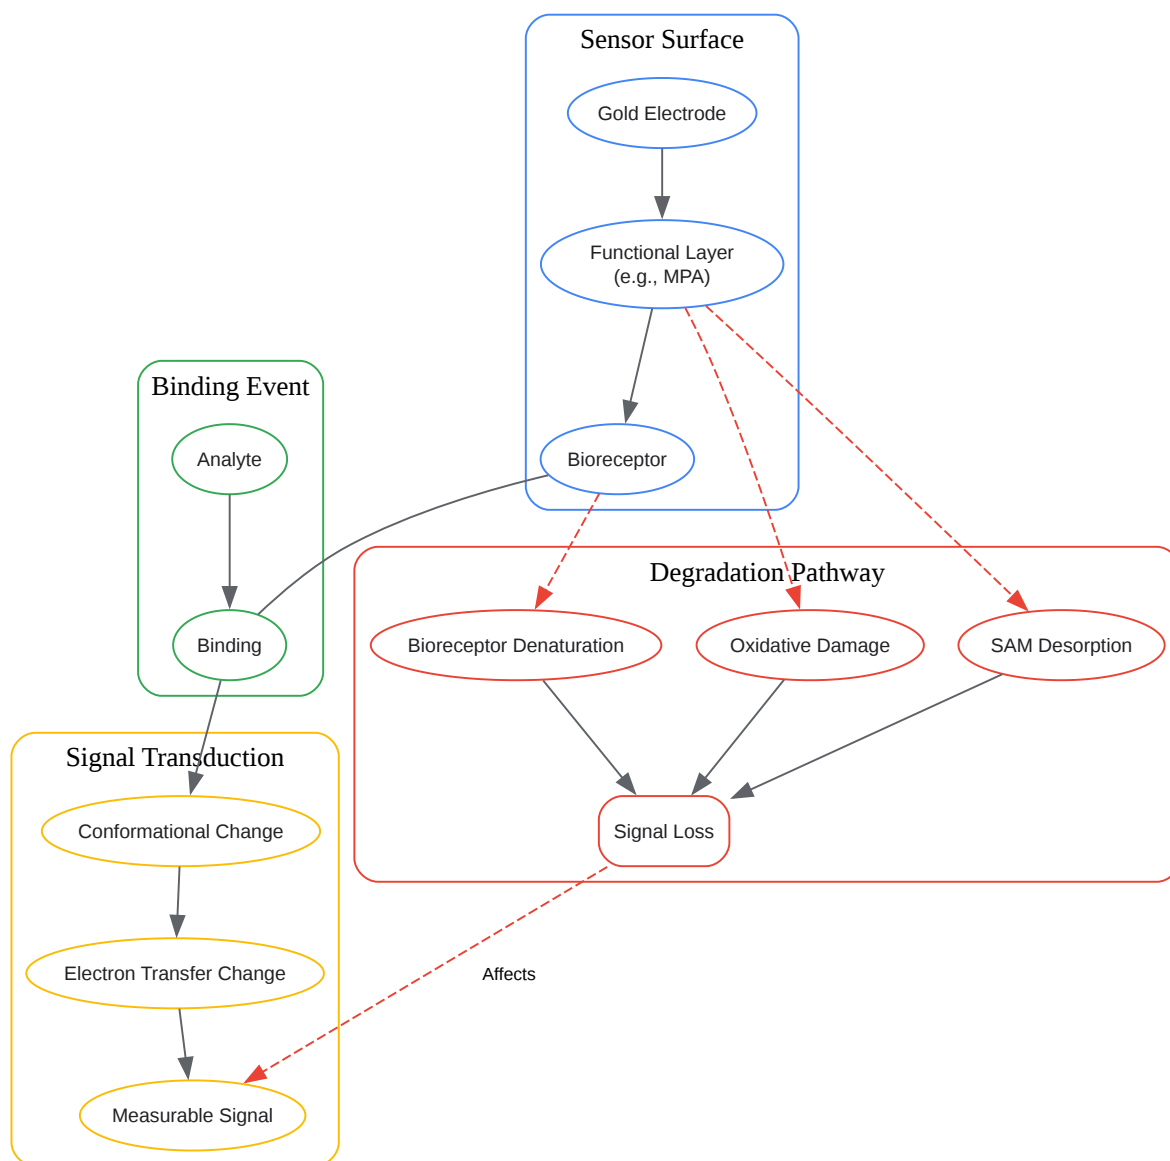 Sensor Surface
Gold Electrode
Functional Layer
(e.g., MPA)
Bioreceptor
Binding Event
Analyte
Binding
Degradation Pathway
Bioreceptor Denaturation
Oxidative Damage
SAM Desorption
Signal Loss
Signal Transduction
Conformational Change
Electron Transfer Change
Affects
Measurable Signal